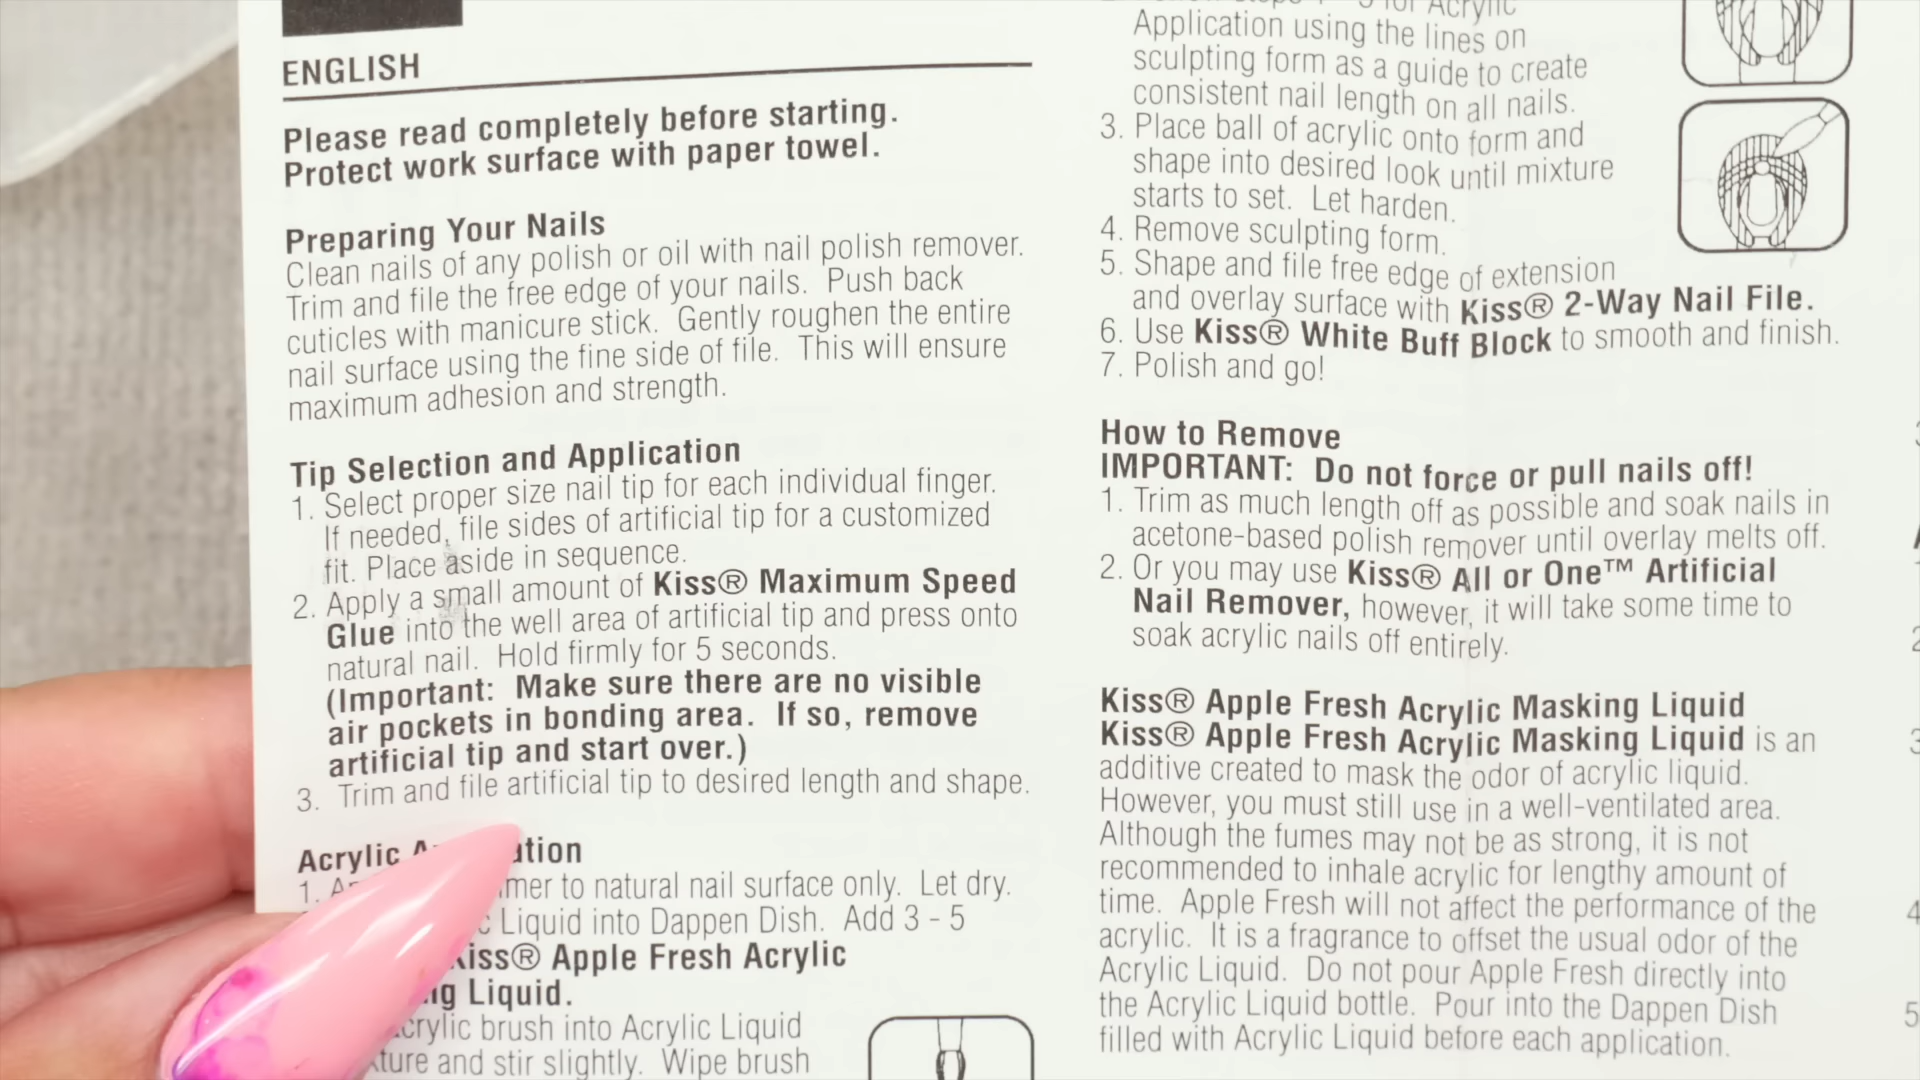 ENGLISH
Please read completely before starting.
Protect work surface with paper towel.
Preparing Your Nails
Clean nails of any polish or oil with nail polish remover.
Trim and file the free edge of your nails. Push back
cuticles with manicure stick. Gently roughen the entire
nail surface using the fine side of file. This will ensure
maximum adhesion and strength.
Tip Selection and Application
1. Select proper size nail tip for each individual finger.
If needed, file sides of artificial tip for a customized
fit. Place aside in sequence.
2. Apply a small amount of Kiss® Maximum Speed
Glue into the well area of artificial tip and press onto
natural nail. Hold firmly for 5 seconds.
(Important: Make sure there are no visible
air pockets in bonding area. If so, remove
artificial tip and start over.)
3. Trim and file artificial tip to desired length and shape.
Acrylic
1. to natural nail surface only. Let dry.
Liquid into Dappen Dish. Add 3 - 5
Kiss® Apple Fresh Acrylic
Liquid.
Acrylic brush into Acrylic Liquid
and stir slightly. Wipe brush
for Acrylic
Application using the lines on
sculpting form as a guide to create
consistent nail length on all nails.
3. Place ball of acrylic onto form and
shape into desired look until mixture
starts to set. Let harden.
4. Remove sculpting form.
5. Shape and file free edge of extension
and overlay surface with Kiss® 2-Way Nail File.
6. Use Kiss® White Buff Block to smooth and finish.
7. Polish and go!
How to Remove
IMPORTANT: Do not force or pull nails off!
1. Trim as much length off as possible and soak nails in
acetone-based polish remover until overlay melts off.
2. Or you may use Kiss® All or One™ Artificial
Nail Remover, however, it will take some time to
soak acrylic nails off entirely.
Kiss® Apple Fresh Acrylic Masking Liquid
Kiss® Apple Fresh Acrylic Masking Liquid is an
additive created to mask the odor of acrylic liquid.
However, you must still use in a well-ventilated area.
Although the fumes may not be as strong, it is not
recommended to inhale acrylic for lengthy amount of
time. Apple Fresh will not affect the performance of the
acrylic. It is a fragrance to offset the usual odor of the
Acrylic Liquid. Do not pour Apple Fresh directly into
the Acrylic Liquid bottle. Pour into the Dappen Dish
filled with Acrylic Liquid before each application.